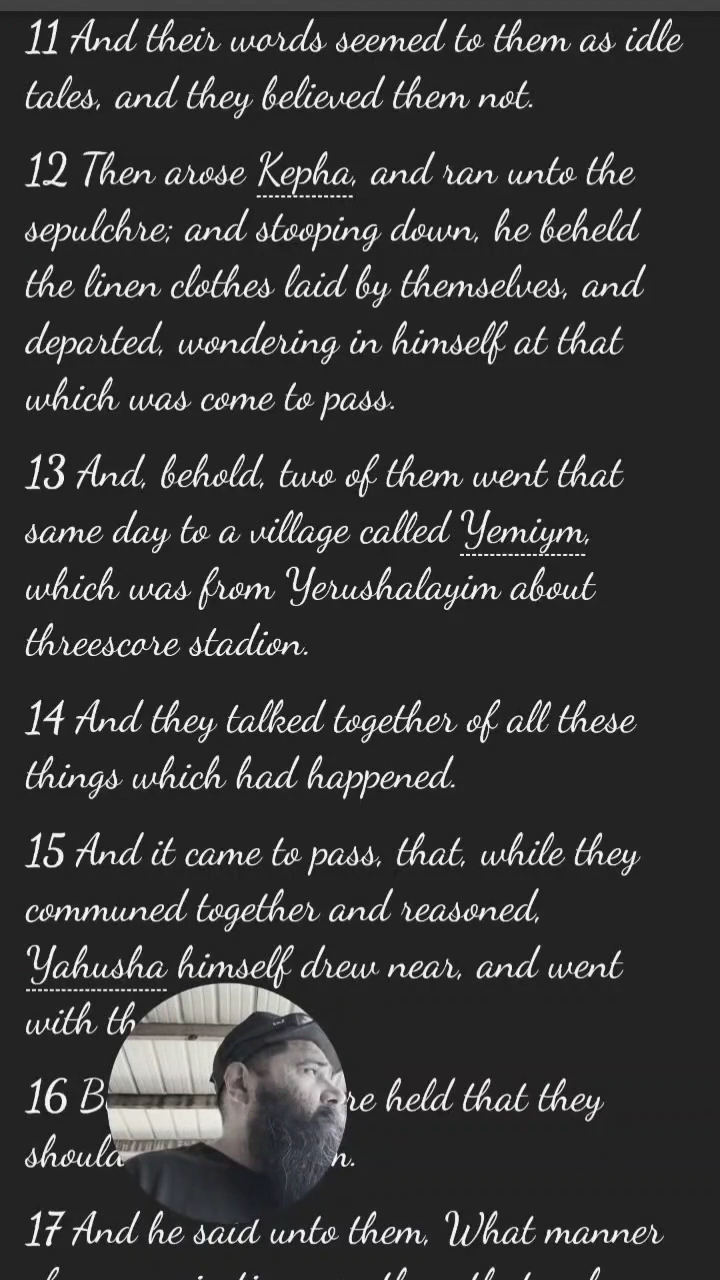 11 And their words seemed to them as idle
tales, and they believed them not.
12 Then arose Kepha, and ran unto the
sepulchre; and stooping down, he beheld
the linen clothes laid by themselves, and
departed, wondering in himself at that
which was come to pass.
13 And, behold, two of them went that
same day to a village called Yemiym,
which was from Yerushalayim about
threescore stadion.
14 And they talked together of all these
things which had happened.
15 And it came to pass, that, while they
communed together and reasoned,
Yahusha himself drew near, and went
with
16 held that they
17 And he said unto them, What manner